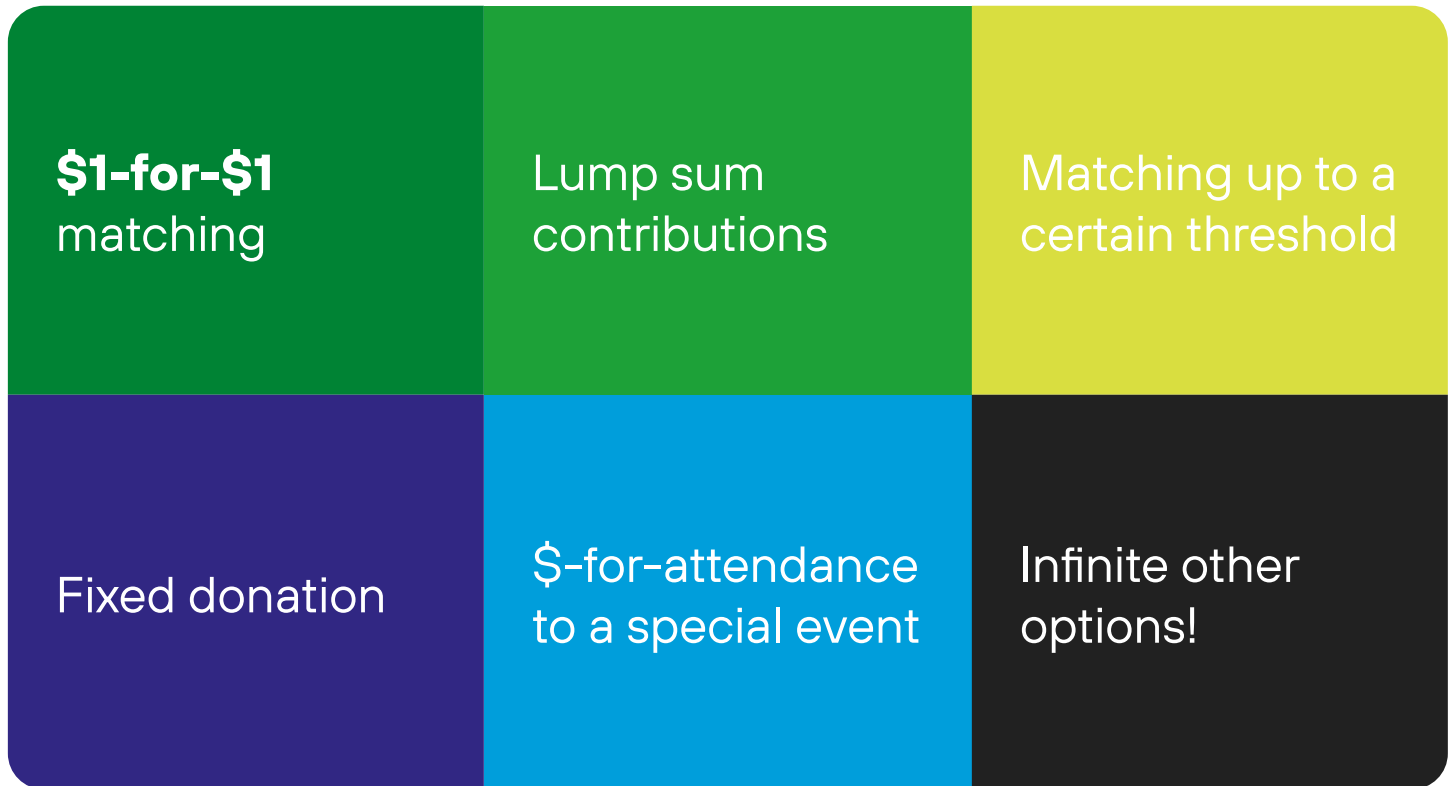 $1-for-$1
matching
Lump sum
contributions
Matching up to a
certain threshold
Fixed donation
$-for-attendance
to a special event
Infinite other
options!